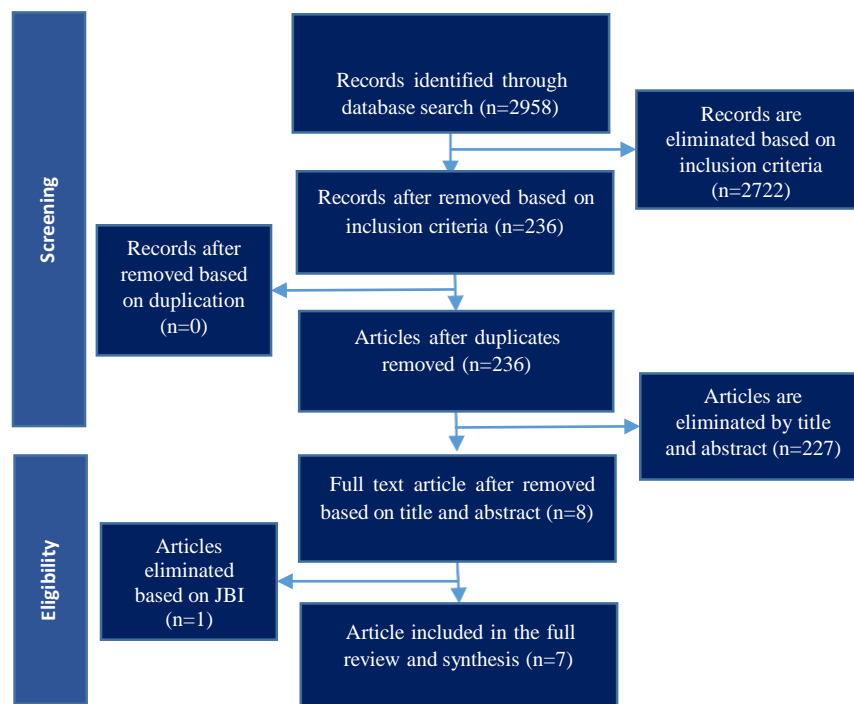 Screening
Records identified through
database search (n=2958)
Records are
eliminated based on
inclusion criteria
(n=2722)
Records after removed based on
inclusion criteria (n=236)
Records after
removed based
on duplication
(n=0)
Articles after duplicates
removed (n=236)
Articles are
eliminated by title
and abstract (n=227)
Eligibility
Full text article after removed
based on title and abstract (n=8)
Articles
eliminated
based on JBI
(n=1)
Article included in the full
review and synthesis (n=7)